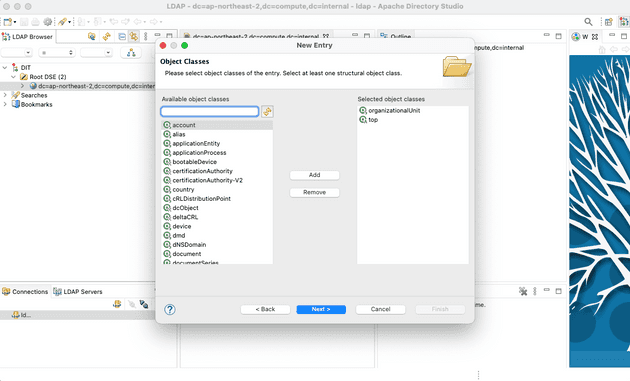 LDAP - dc=ap-northeast-2,dc=compute,dc=internal - ldap - Apache Directory Studio
LDAP Browser
dc=ap-northeast-2,dc=compute,dc=internal
Outline
W
=
DIT
Root DSE (2)
dc=ap-northeast-2,dc=compute,dc=inter
Searches
Bookmarks
mpute,dc=internal
New Entry
Object Classes
Please select object classes of the entry. Select at least one structural object class.
Available object classes
Selected object classes
account
alias
applicationEntity
applicationProcess
bootableDevice
certificationAuthority
certificationAuthority-V2
country
cRLDistributionPoint
dcObject
deltaCRL
device
dmd
dNSDomain
document
documentSeries
organizationalUnit
top
Add
Remove
?
< Back
Next >
Cancel
Finish
Connections
LDAP Servers
ld...
me.